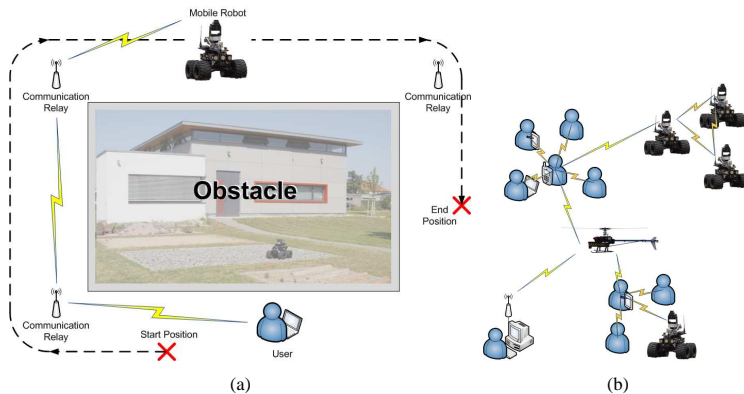 Mobile Robot
Communication
Relay
Communication
Relay
Obstacle
End
Position
Communication
Relay
Start Position
User
(a)
(b)